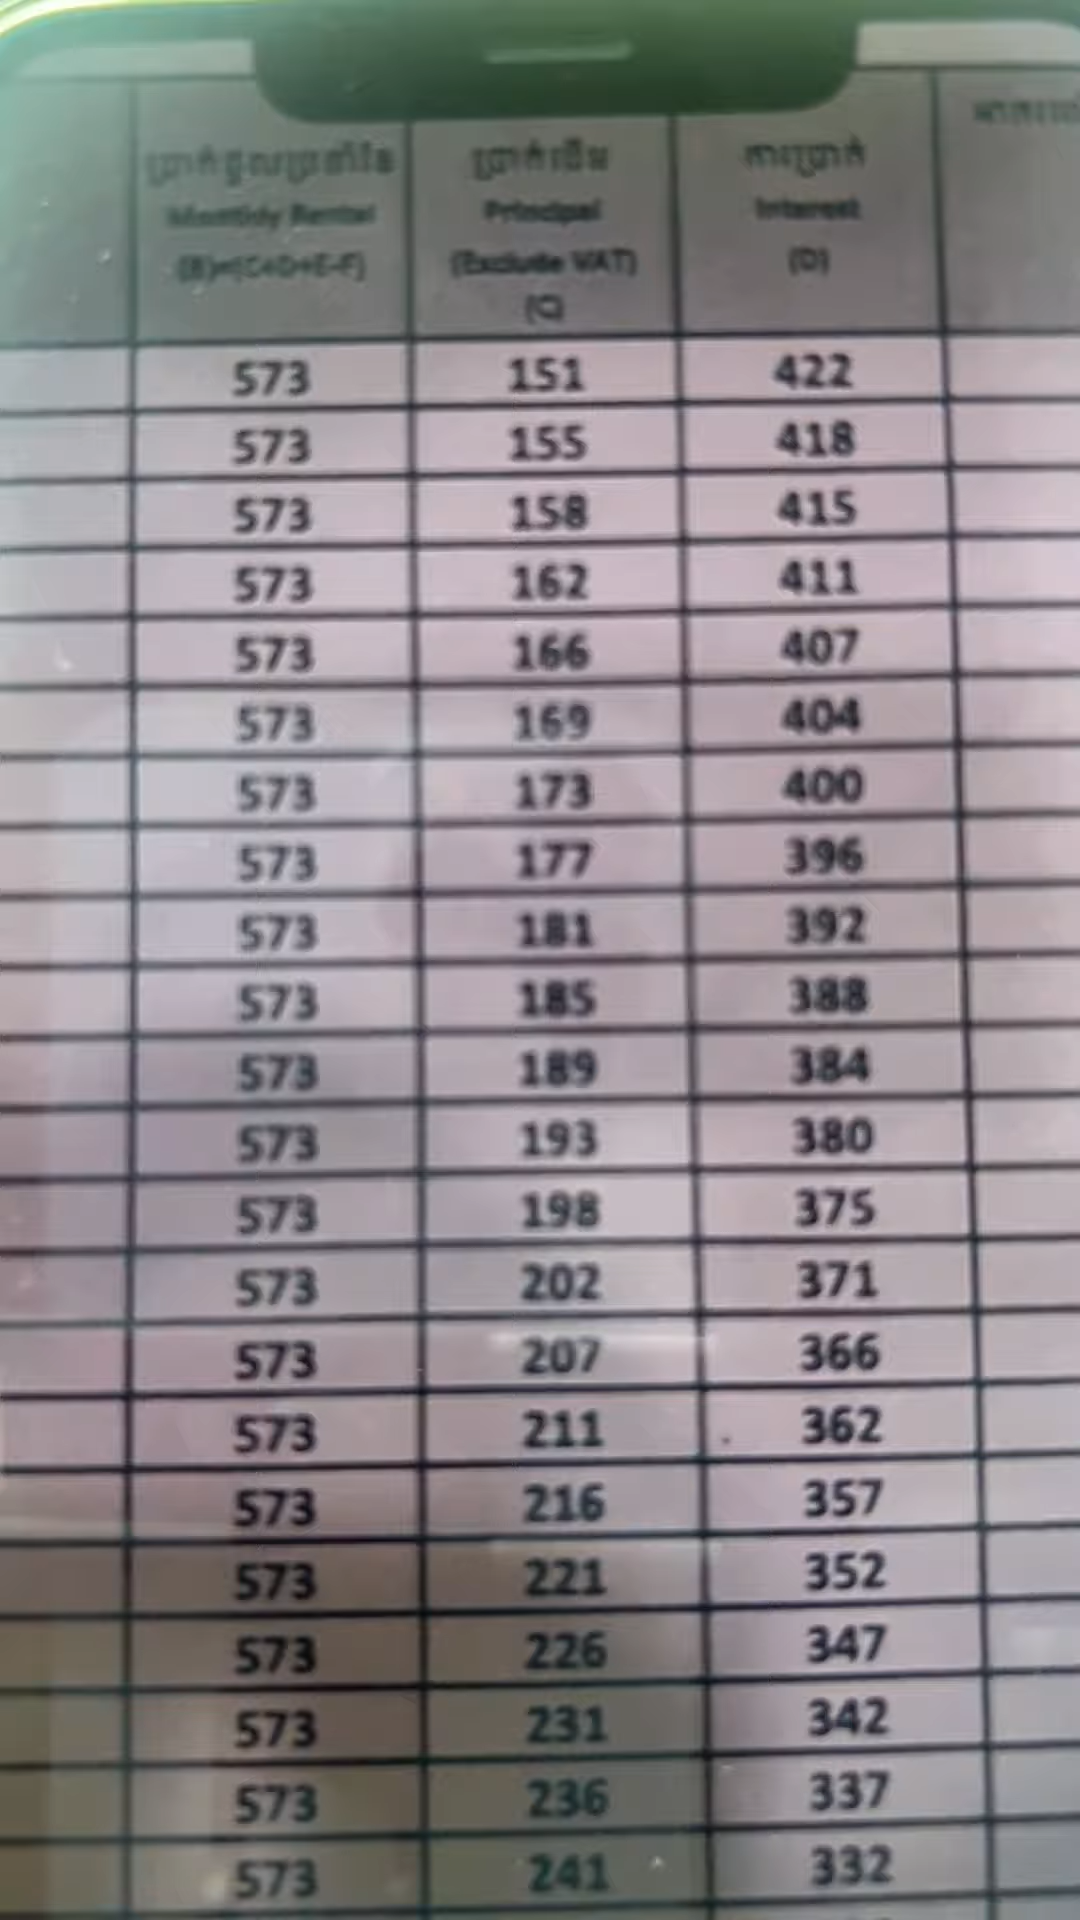 ប្រាក់ជួលប្រចាំខែ ប្រាក់ដើម ការប្រាក់
Monthly Rental Principal Interest
(B)=(C+D+E-F) (Exclude VAT) (D)
(C)
573 151 422
573 155 418
573 158 415
573 162 411
573 166 407
573 169 404
573 173 400
573 177 396
573 181 392
573 185 388
573 189 384
573 193 380
573 198 375
573 202 371
573 207 366
573 211 362
573 216 357
573 221 352
573 226 347
573 231 342
573 236 337
573 241 332